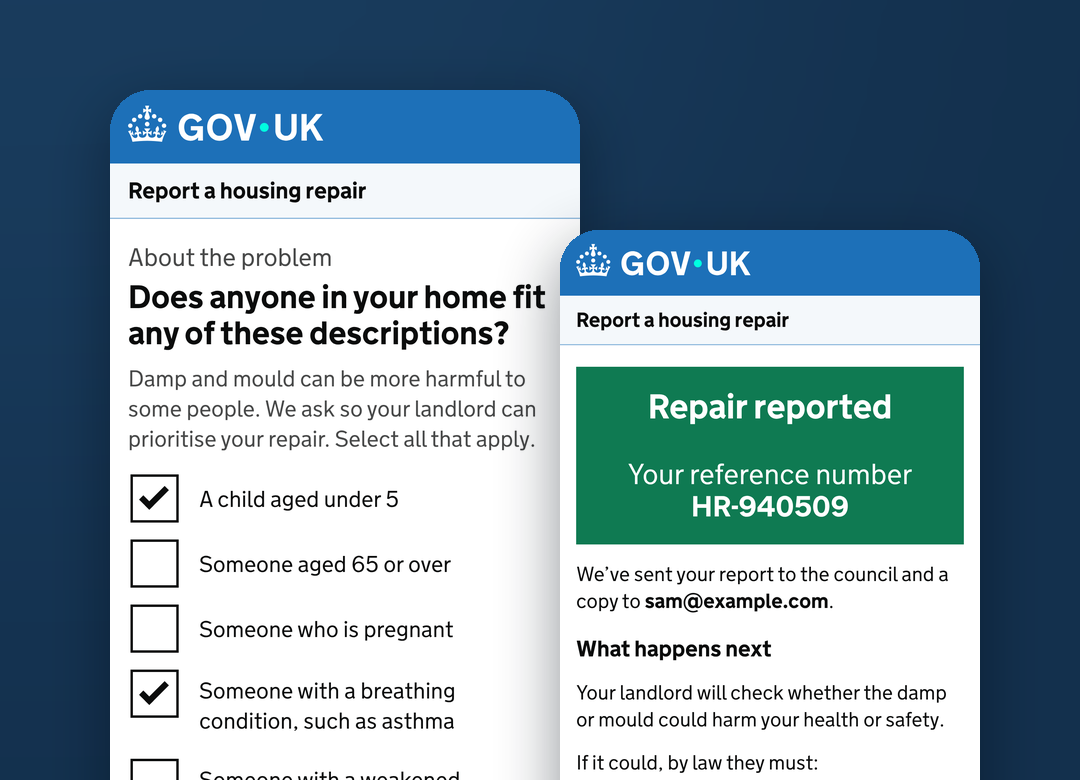 GOV·UK
Report a housing repair
About the problem
Does anyone in your home fit
any of these descriptions?
Damp and mould can be more harmful to
some people. We ask so your landlord can
prioritise your repair. Select all that apply.
A child aged under 5
Someone aged 65 or over
Someone who is pregnant
Someone with a breathing
condition, such as asthma
Someone with a weakened
GOV·UK
Report a housing repair
Repair reported
Your reference number
HR-940509
We’ve sent your report to the council and a
copy to sam@example.com.
What happens next
Your landlord will check whether the damp
or mould could harm your health or safety.
If it could, by law they must: